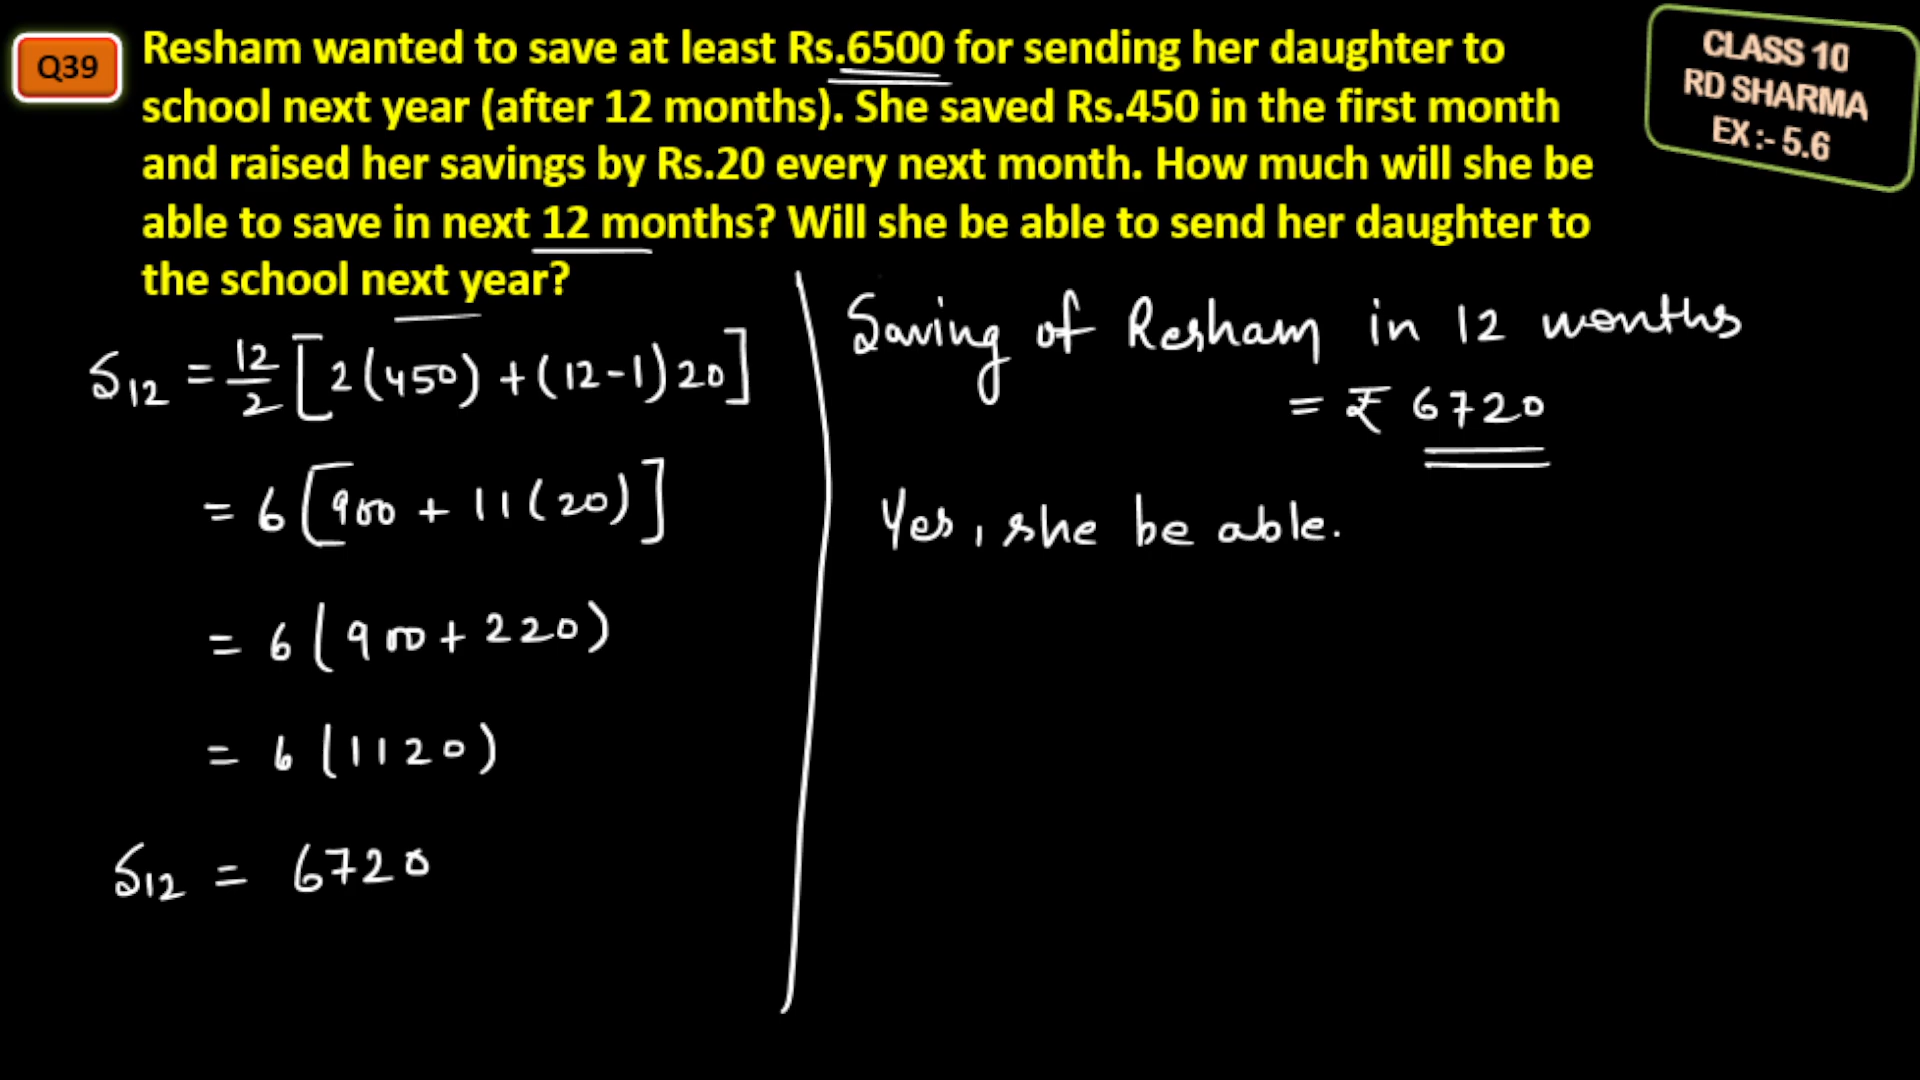 Q39
Resham wanted to save at least Rs.6500 for sending her daughter to
school next year (after 12 months). She saved Rs.450 in the first month
and raised her savings by Rs.20 every next month. How much will she be
able to save in next 12 months? Will she be able to send her daughter to
the school next year?
CLASS 10
RD SHARMA
EX :- 5.6
S₁₂ = 12/2 [2(450) + (12-1)20]
= 6[900 + 11(20)]
= 6(900 + 220)
= 6(1120)
S₁₂ = 6720
Saving of Resham in 12 months
= ₹ 6720
Yes, she be able.